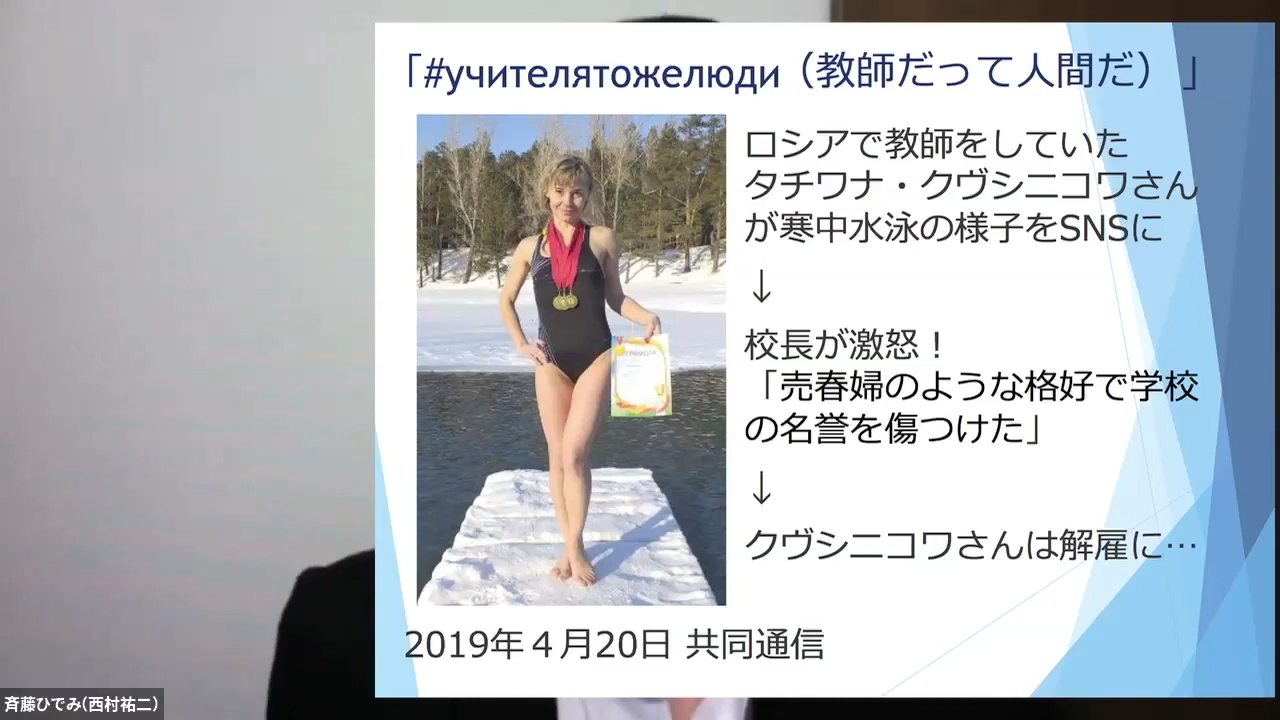 「#учителятожелюди（教師だって人間だ）」
ロシアで教師をしていた
タチワナ・クヴシニコワさん
が寒中水泳の様子をSNSに
↓
校長が激怒！
「売春婦のような格好で学校
の名誉を傷つけた」
↓
クヴシニコワさんは解雇に…
2019年４月20日 共同通信
斉藤ひでみ(西村祐二)